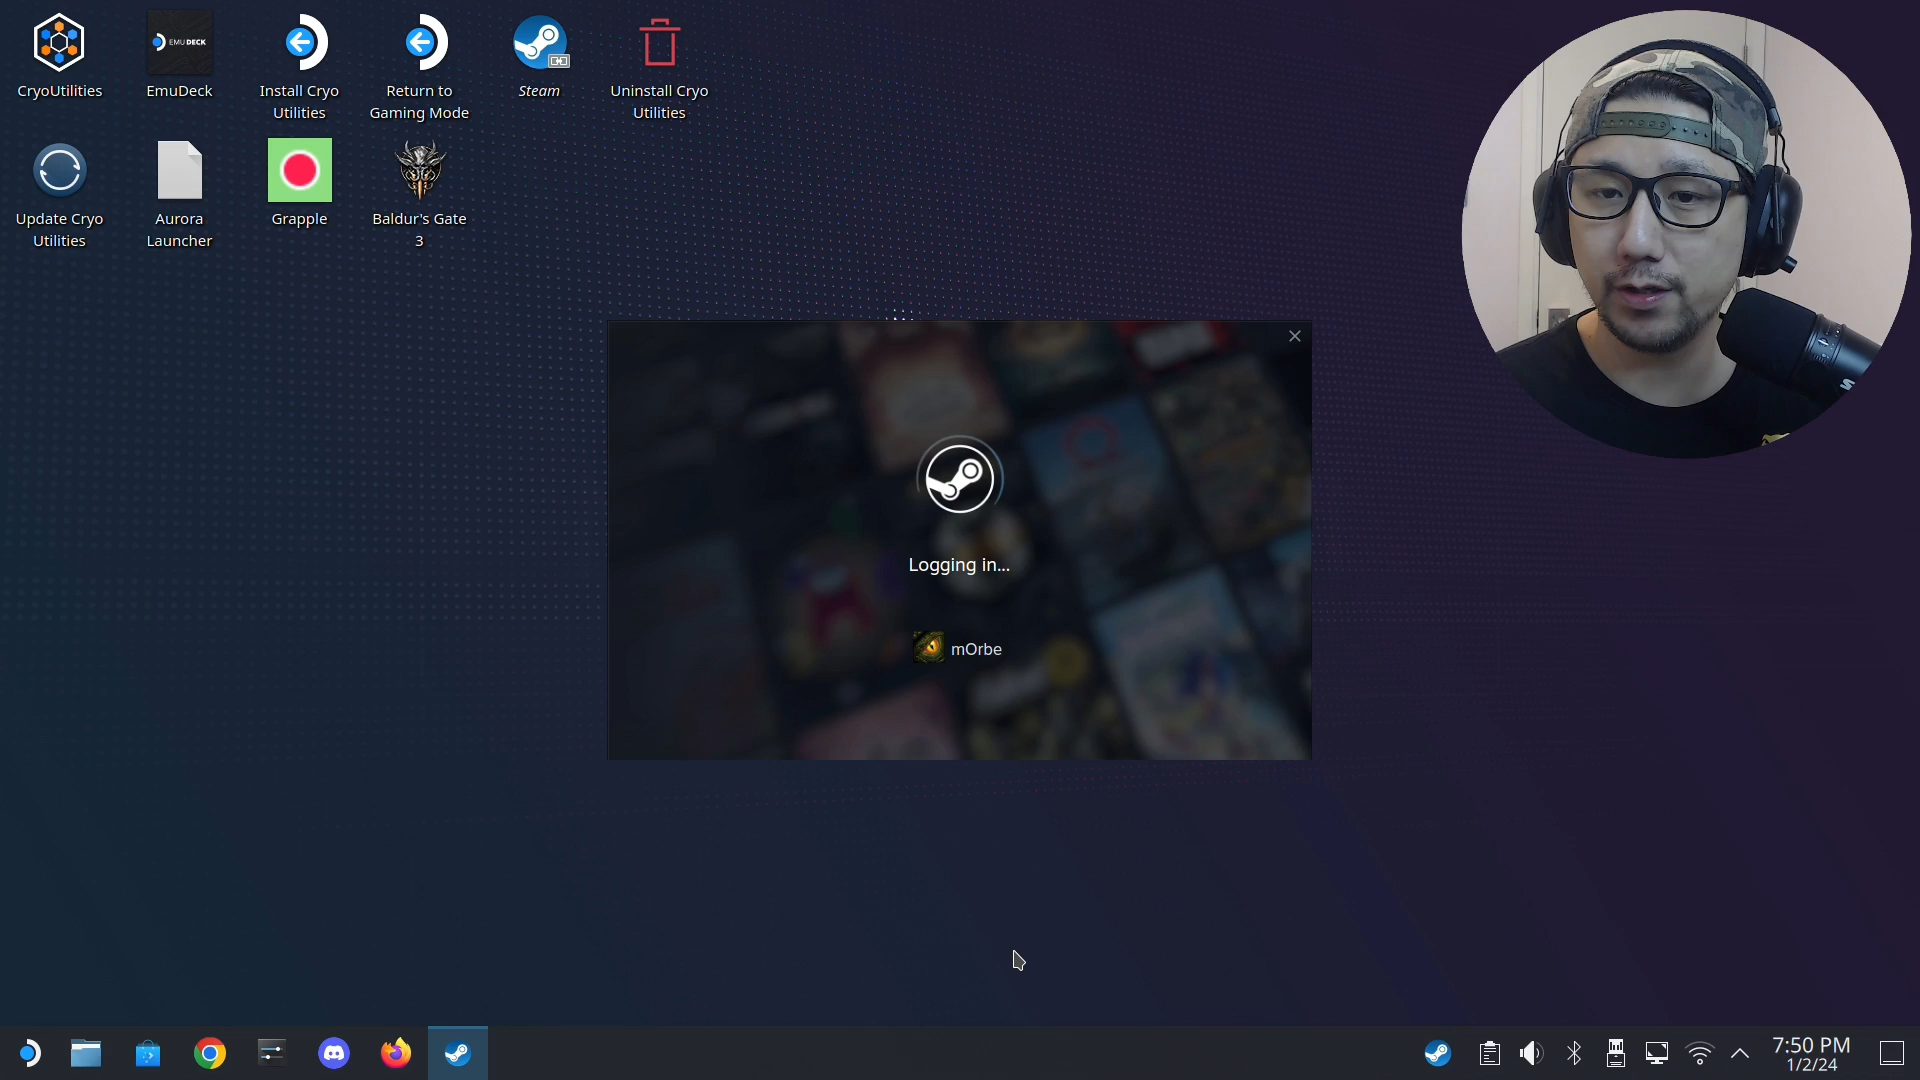 CryoUtilities
EMUDECK
EmuDeck
Install Cryo
Utilities
Return to
Gaming Mode
Steam
Uninstall Cryo
Utilities
Update Cryo
Utilities
Aurora
Launcher
Grapple
Baldur's Gate
3
Logging in...
mOrbe
7:50 PM
1/2/24